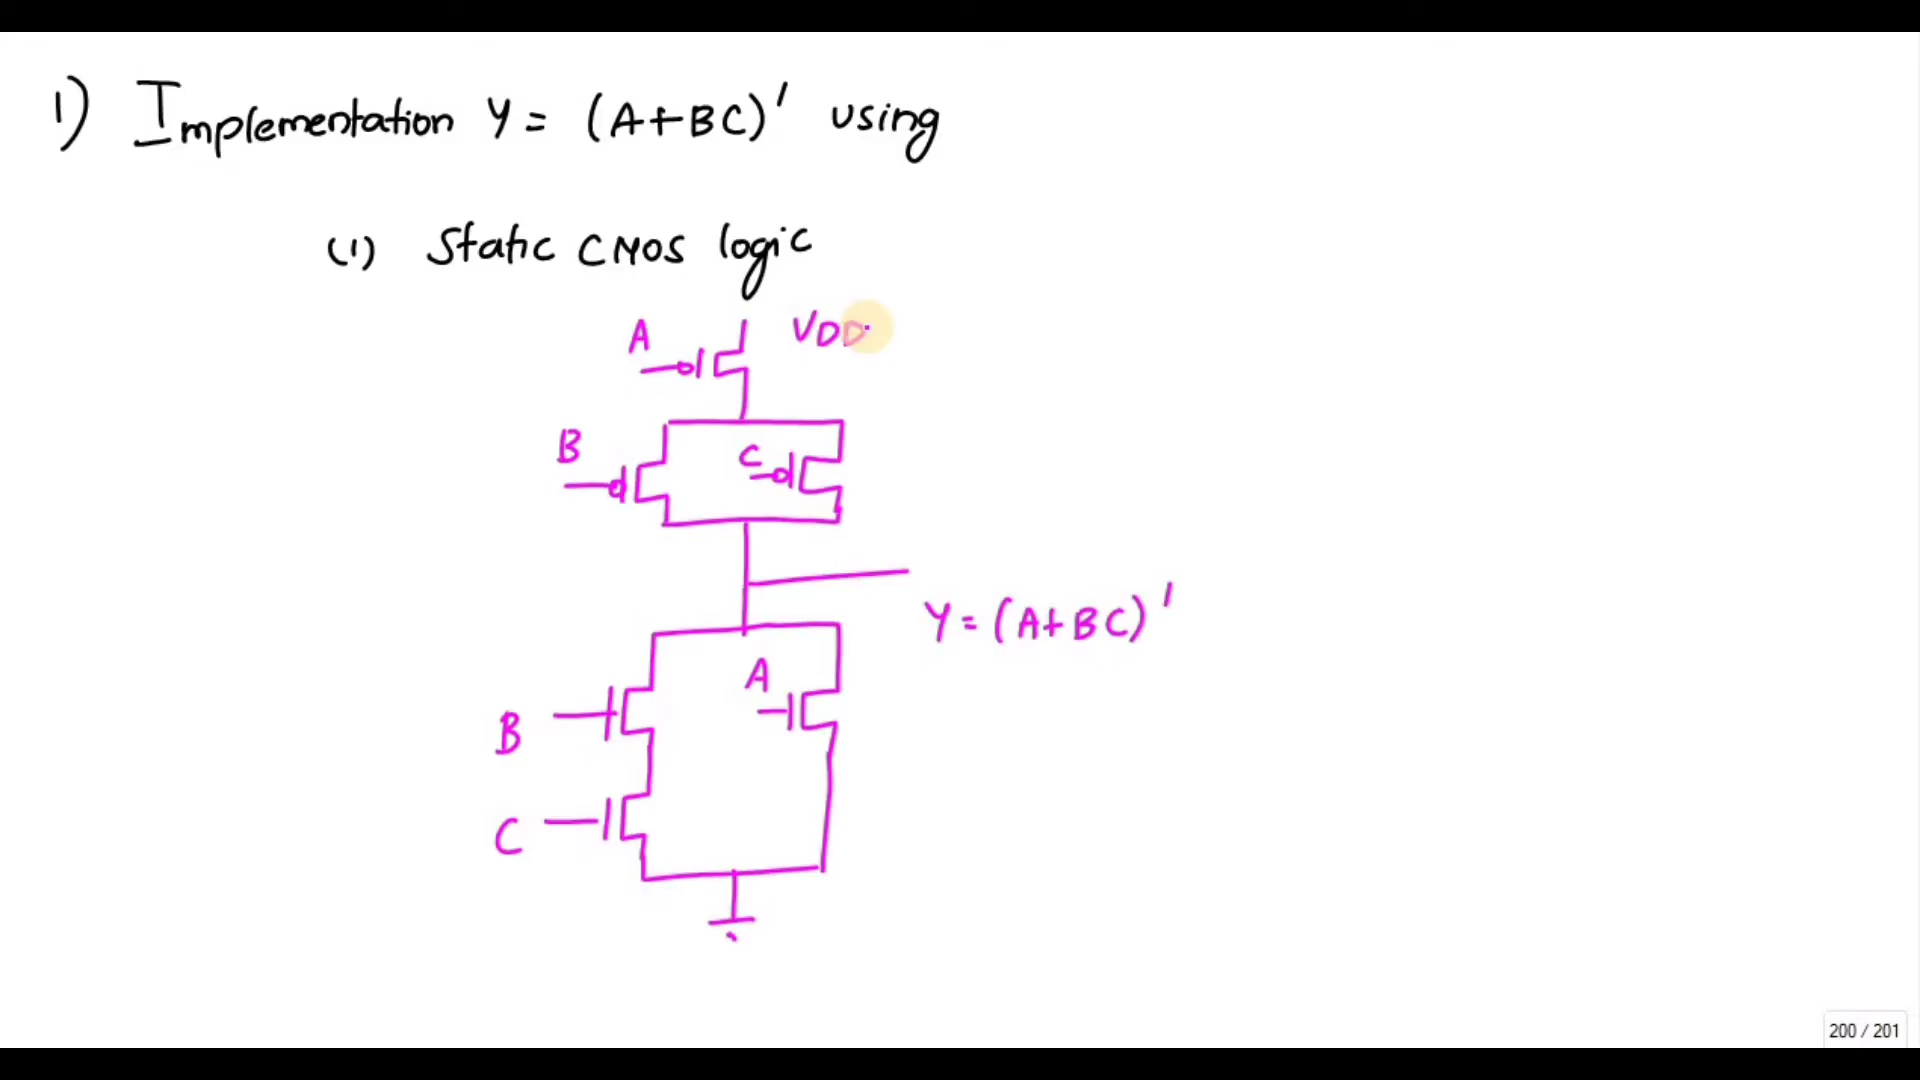 1) Implementation Y = (A+BC)' using
(1) Static CMOS logic
A VDD
B C
Y = (A+BC)'
A
B
C
200 / 201